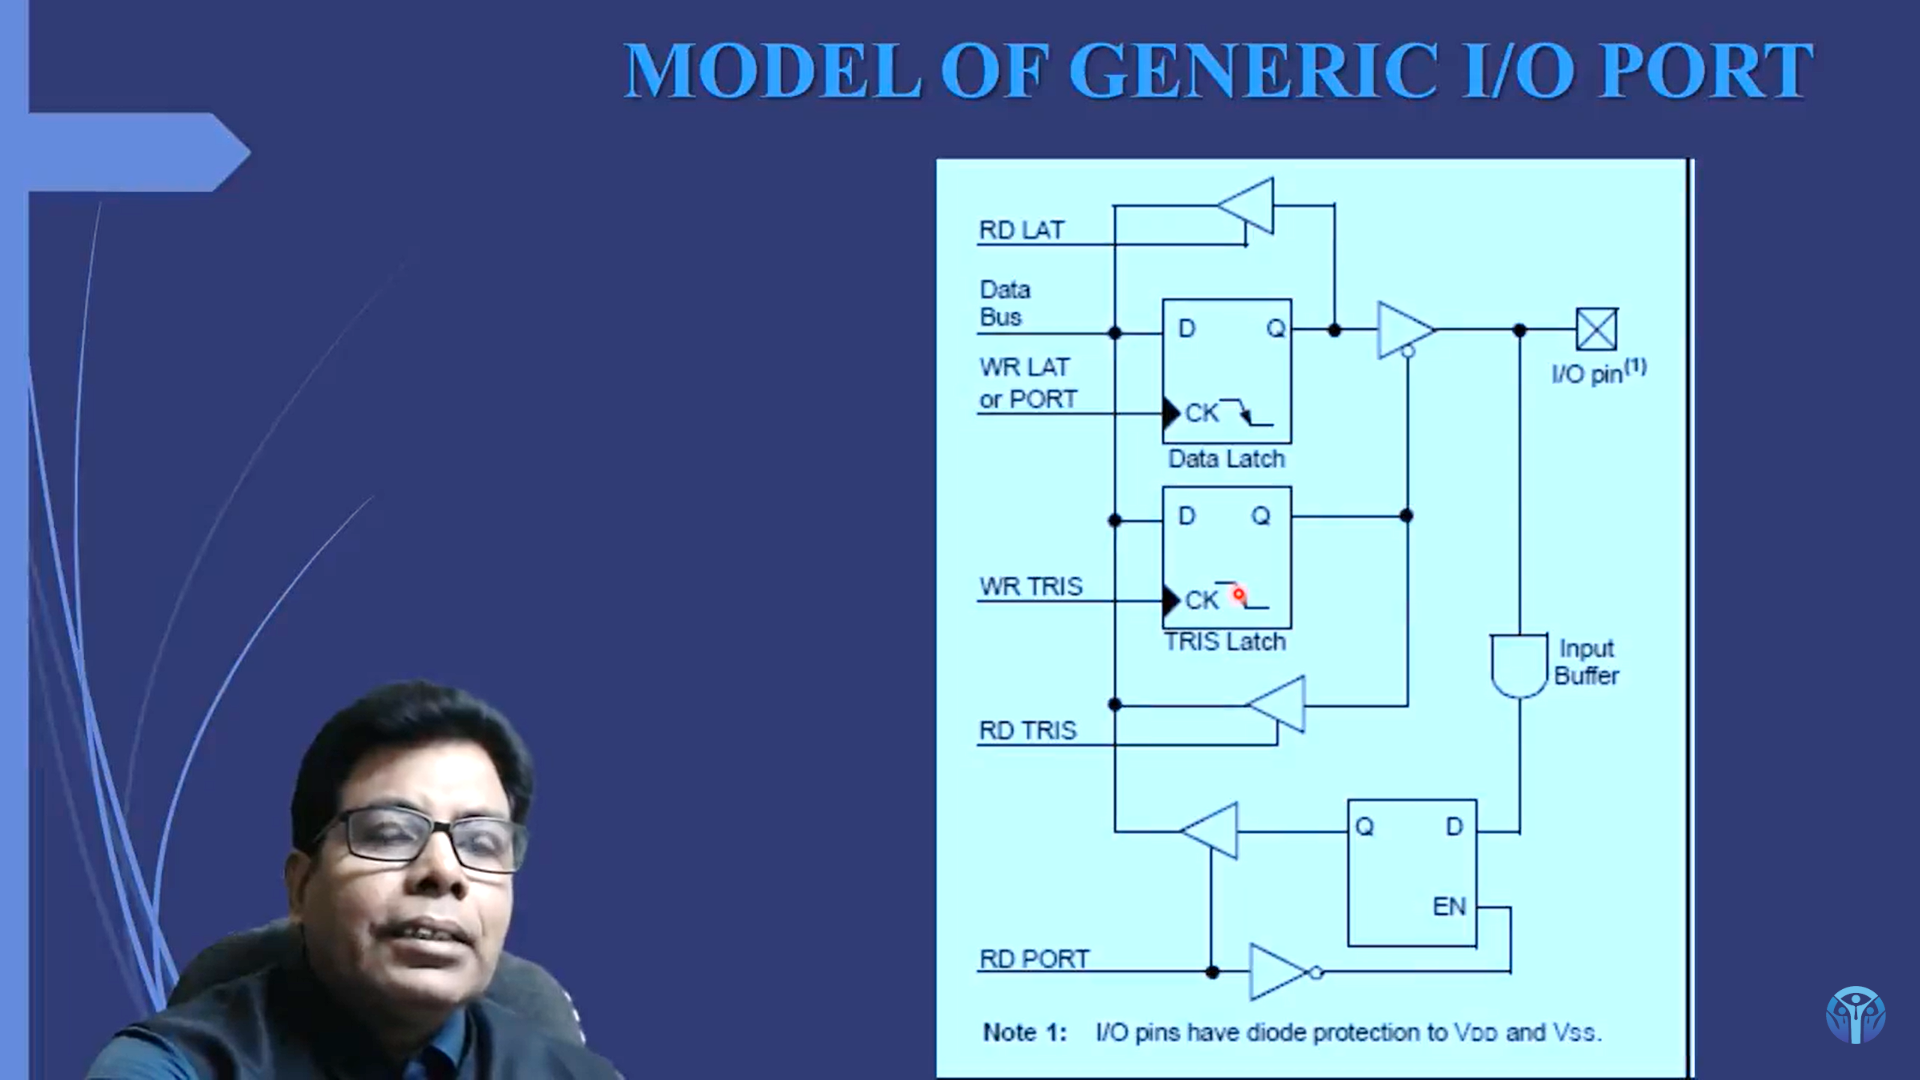 MODEL OF GENERIC I/O PORT
RD LAT
Data
Bus
D Q
WR LAT
or PORT
CK
I/O pin(1)
Data Latch
D Q
WR TRIS
CK
TRIS Latch
Input
Buffer
RD TRIS
Q D
EN
RD PORT
Note 1: I/O pins have diode protection to VDD and VSS.